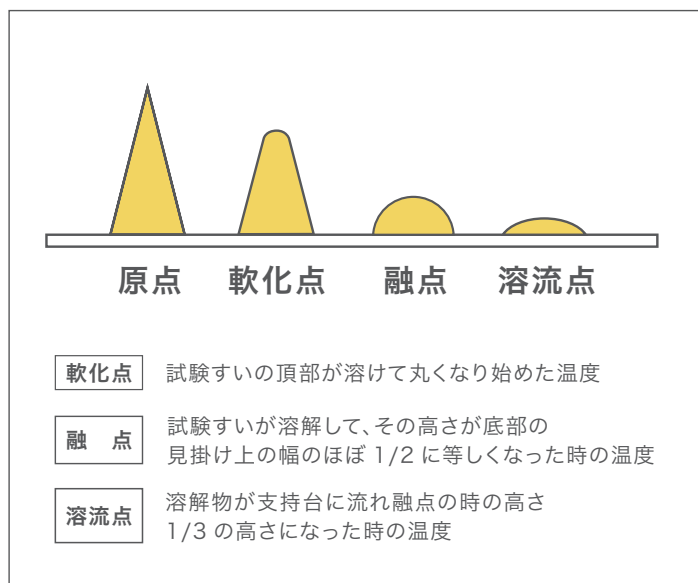 原点 軟化点 融点 溶流点
軟化点 試験すいの頂部が溶けて丸くなり始めた温度
融 点 試験すいが溶解して、その高さが底部の
見掛け上の幅のほぼ 1/2 に等しくなった時の温度
溶流点 溶解物が支持台に流れ融点の時の高さ
1/3 の高さになった時の温度